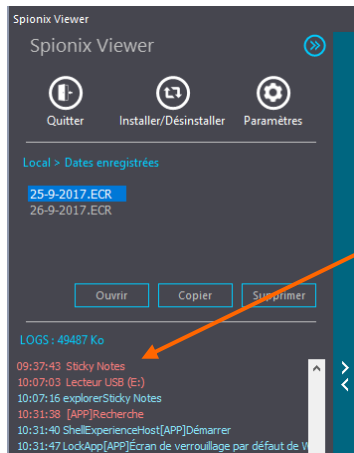 Spionix Viewer
Spionix Viewer
Quitter Installer/Désinstaller Paramètres
Local > Dates enregistrées
25-9-2017.ECR
26-9-2017.ECR
Ouvrir Copier Supprimer
LOGS : 49487 Ko
09:37:43 Sticky Notes
10:07:03 Lecteur USB (E:)
10:07:16 explorerSticky Notes
10:31:38 [APP]Recherche
10:31:40 ShellExperienceHost[APP]Démarrer
10:31:47 LockApp[APP]Écran de verrouillage par défaut de W